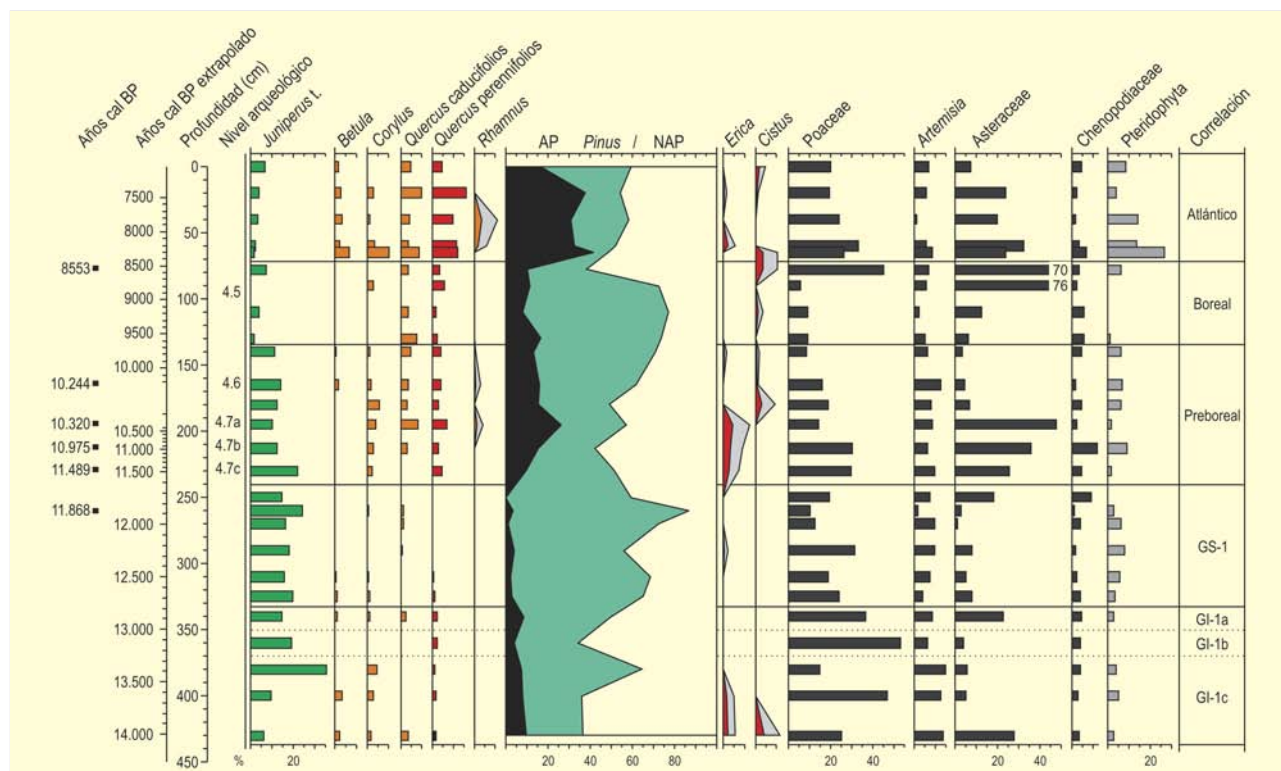 Años cal BP
Años cal BP extrapolado
Profundidad (cm)
Nivel arqueológico
Juniperus t.
Betula
Corylus
Quercus caducifolios
Quercus perennifolios
Rhamnus
AP Pinus / NAP
Erica
Cistus
Poaceae
Artemisia
Asteraceae
Chenopodiaceae
Pteridophyta
Correlación
0
7500
Atlántico
8000
50
8553
8500
70
4.5
76
9000
100
Boreal
9500
10.000
150
10.244
4.6
Preboreal
10.320
4.7a
10.500
200
10.975
4.7b
11.000
11.489
4.7c
11.500
250
11.868
12.000
GS-1
300
12.500
GI-1a
13.000
350
GI-1b
13.500
GI-1c
400
14.000
450
% 20 20 40 60 80 20 40 20 40 20